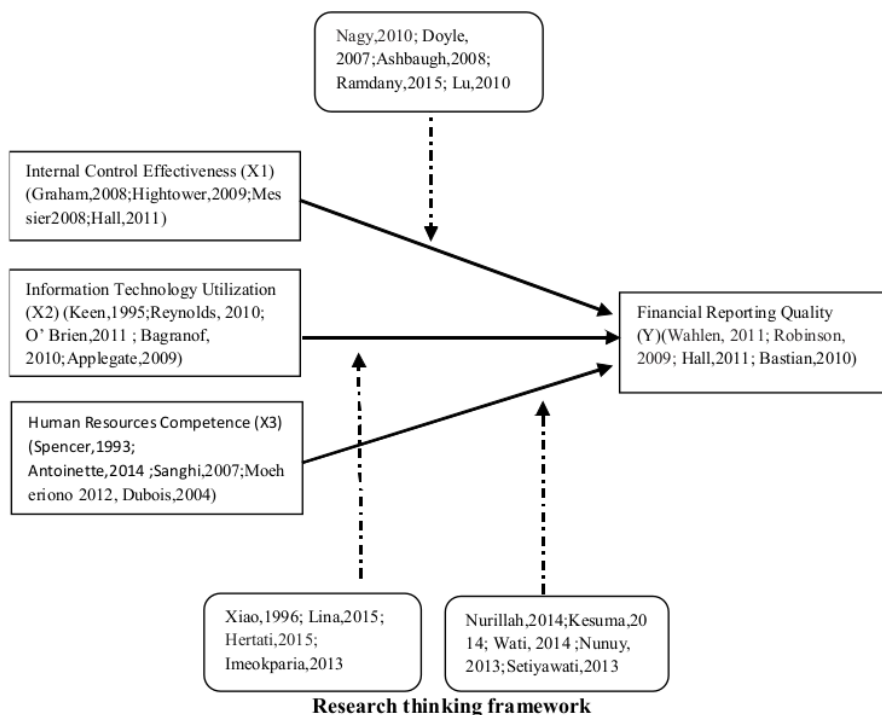 Nagy,2010; Doyle,
2007;Ashbaugh,2008;
Ramdany,2015; Lu,2010
Internal Control Effectiveness (X1)
(Graham,2008;Hightower,2009;Mes
sier2008;Hall,2011)
Information Technology Utilization
(X2) (Keen,1995;Reynolds, 2010;
O’ Brien,2011 ; Bagranof,
2010;Applegate,2009)
Financial Reporting Quality
(Y)(Wahlen, 2011; Robinson,
2009; Hall,2011; Bastian,2010)
Human Resources Competence (X3)
(Spencer,1993;
Antoinette,2014 ;Sanghi,2007;Moeh
eriono 2012, Dubois,2004)
Xiao,1996; Lina,2015;
Hertati,2015;
Imeokparia,2013
Nurillah,2014;Kesuma,20
14; Wati, 2014 ;Nunuy,
2013;Setiyawati,2013
Research thinking framework